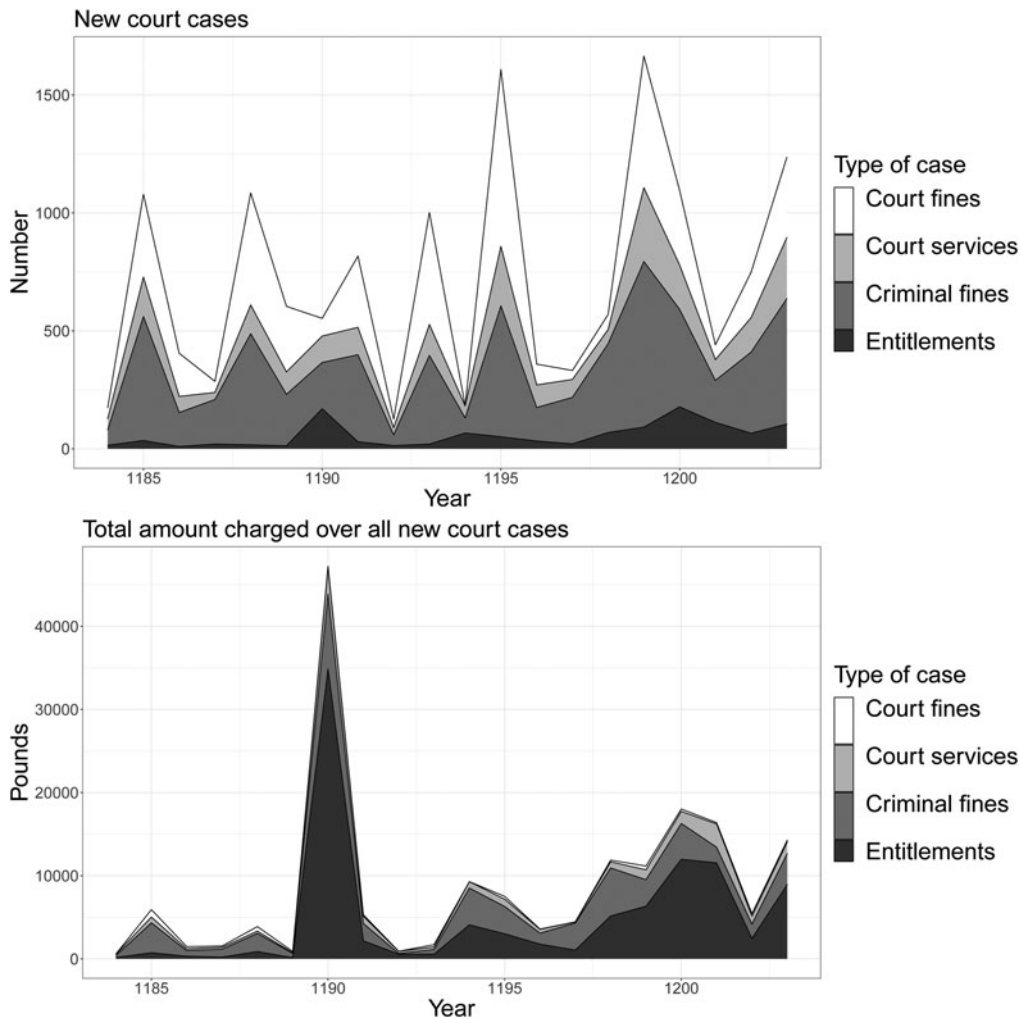 New court cases
1500
1000
500
0
Number
1185 1190 1195 1200
Year
Type of case
Court fines
Court services
Criminal fines
Entitlements
Total amount charged over all new court cases
40000
30000
20000
10000
0
Pounds
1185 1190 1195 1200
Year
Type of case
Court fines
Court services
Criminal fines
Entitlements